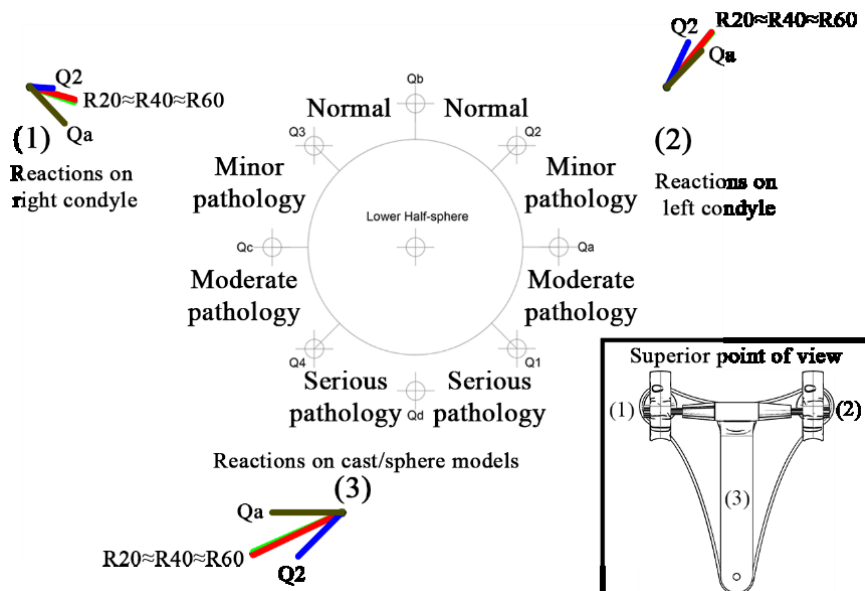 Q2
R20≈R40≈R60
Qa
(1)
Reactions on
right condyle
Q2
R20≈R40≈R60
Qa
(2)
Reactions on
left condyle
Qb
Normal
Normal
Q3
Q2
Minor
pathology
Minor
pathology
Lower Half-sphere
Qc
Qa
Moderate
pathology
Moderate
pathology
Q4
Q1
Serious
pathology
Serious
pathology
Qd
Reactions on cast/sphere models
(3)
Qa
R20≈R40≈R60
Q2
Superior point of view
(1)
(2)
(3)